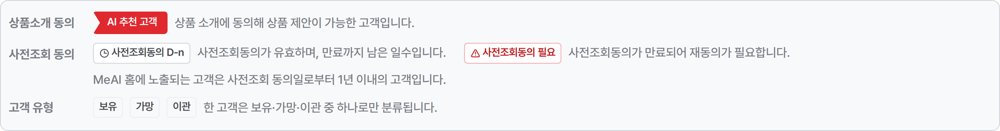 상품소개 동의 AI 추천 고객 상품 소개에 동의해 상품 제안이 가능한 고객입니다.
사전조회 동의 사전조회동의 D-n 사전조회동의가 유효하며, 만료까지 남은 일수입니다. 사전조회동의 필요 사전조회동의가 만료되어 재동의가 필요합니다.
MeAI 홈에 노출되는 고객은 사전조회 동의일로부터 1년 이내의 고객입니다.
고객 유형 보유 가망 이관 한 고객은 보유·가망·이관 중 하나로만 분류됩니다.